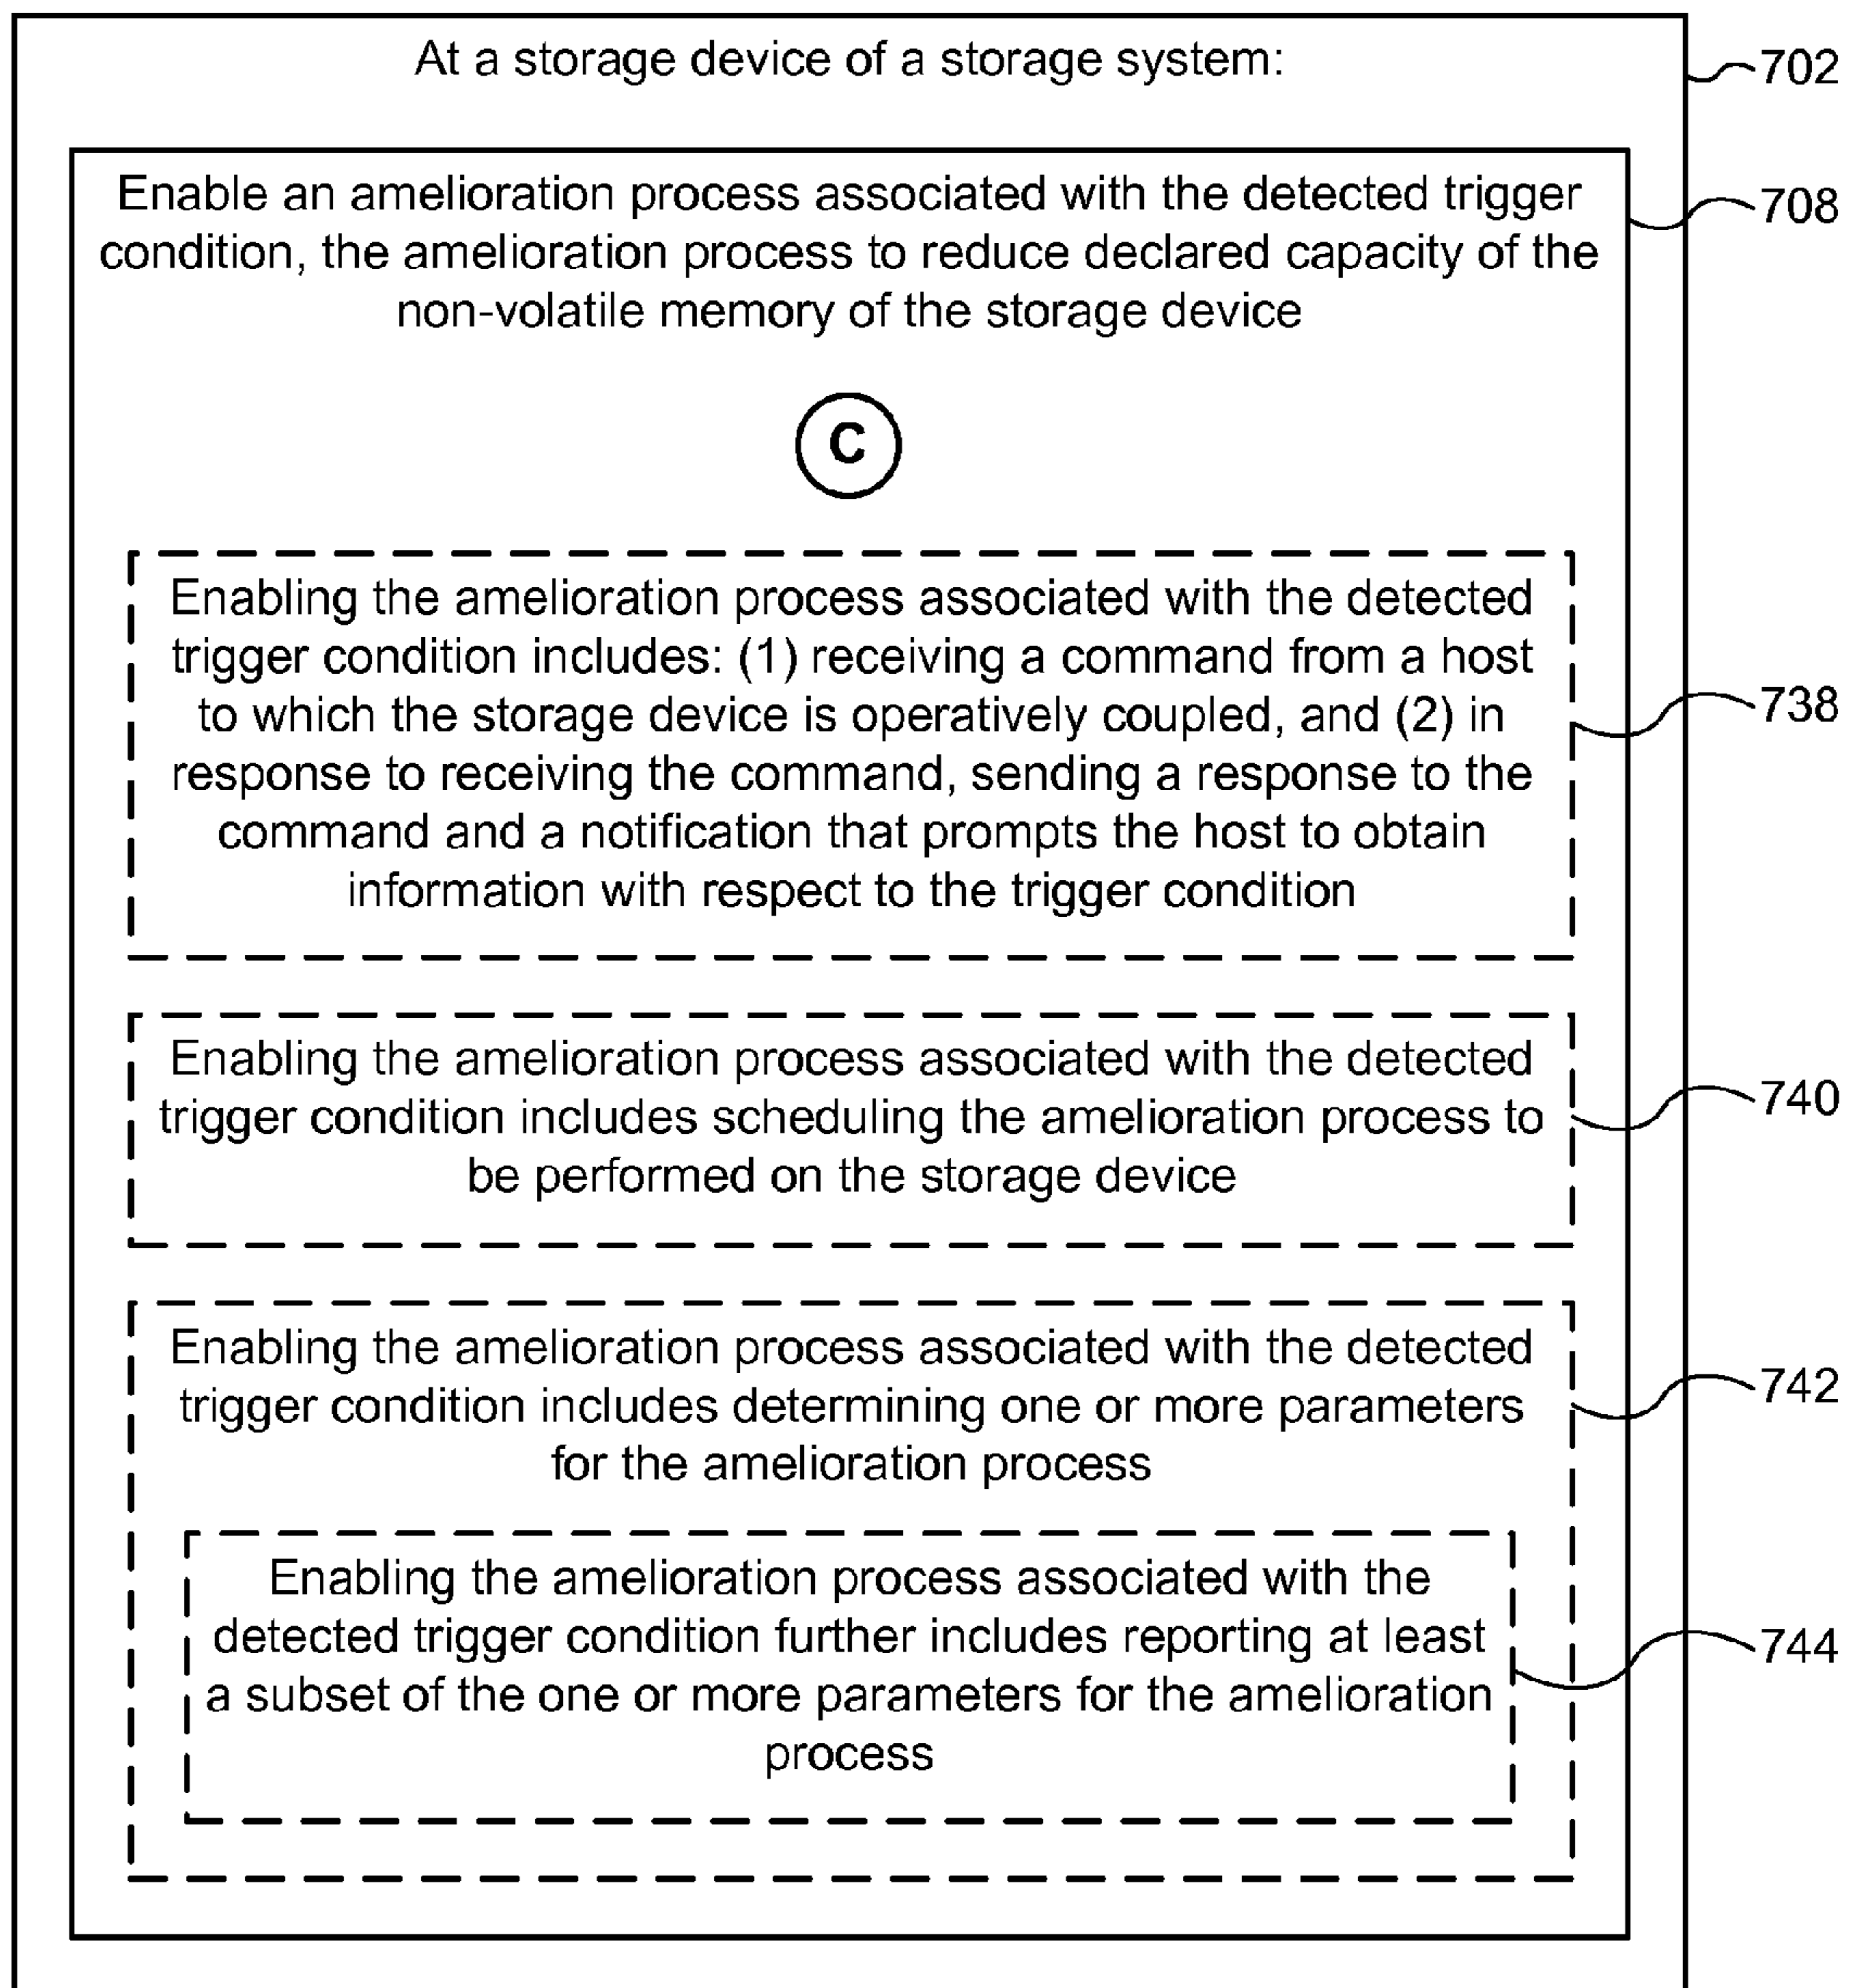 At a storage device of a storage system:
702
Enable an amelioration process associated with the detected trigger
condition, the amelioration process to reduce declared capacity of the
non-volatile memory of the storage device
708
C
Enabling the amelioration process associated with the detected
trigger condition includes: (1) receiving a command from a host
to which the storage device is operatively coupled, and (2) in
response to receiving the command, sending a response to the
command and a notification that prompts the host to obtain
information with respect to the trigger condition
738
Enabling the amelioration process associated with the detected
trigger condition includes scheduling the amelioration process to
be performed on the storage device
740
Enabling the amelioration process associated with the detected
trigger condition includes determining one or more parameters
for the amelioration process
742
Enabling the amelioration process associated with the
detected trigger condition further includes reporting at least
a subset of the one or more parameters for the amelioration
process
744